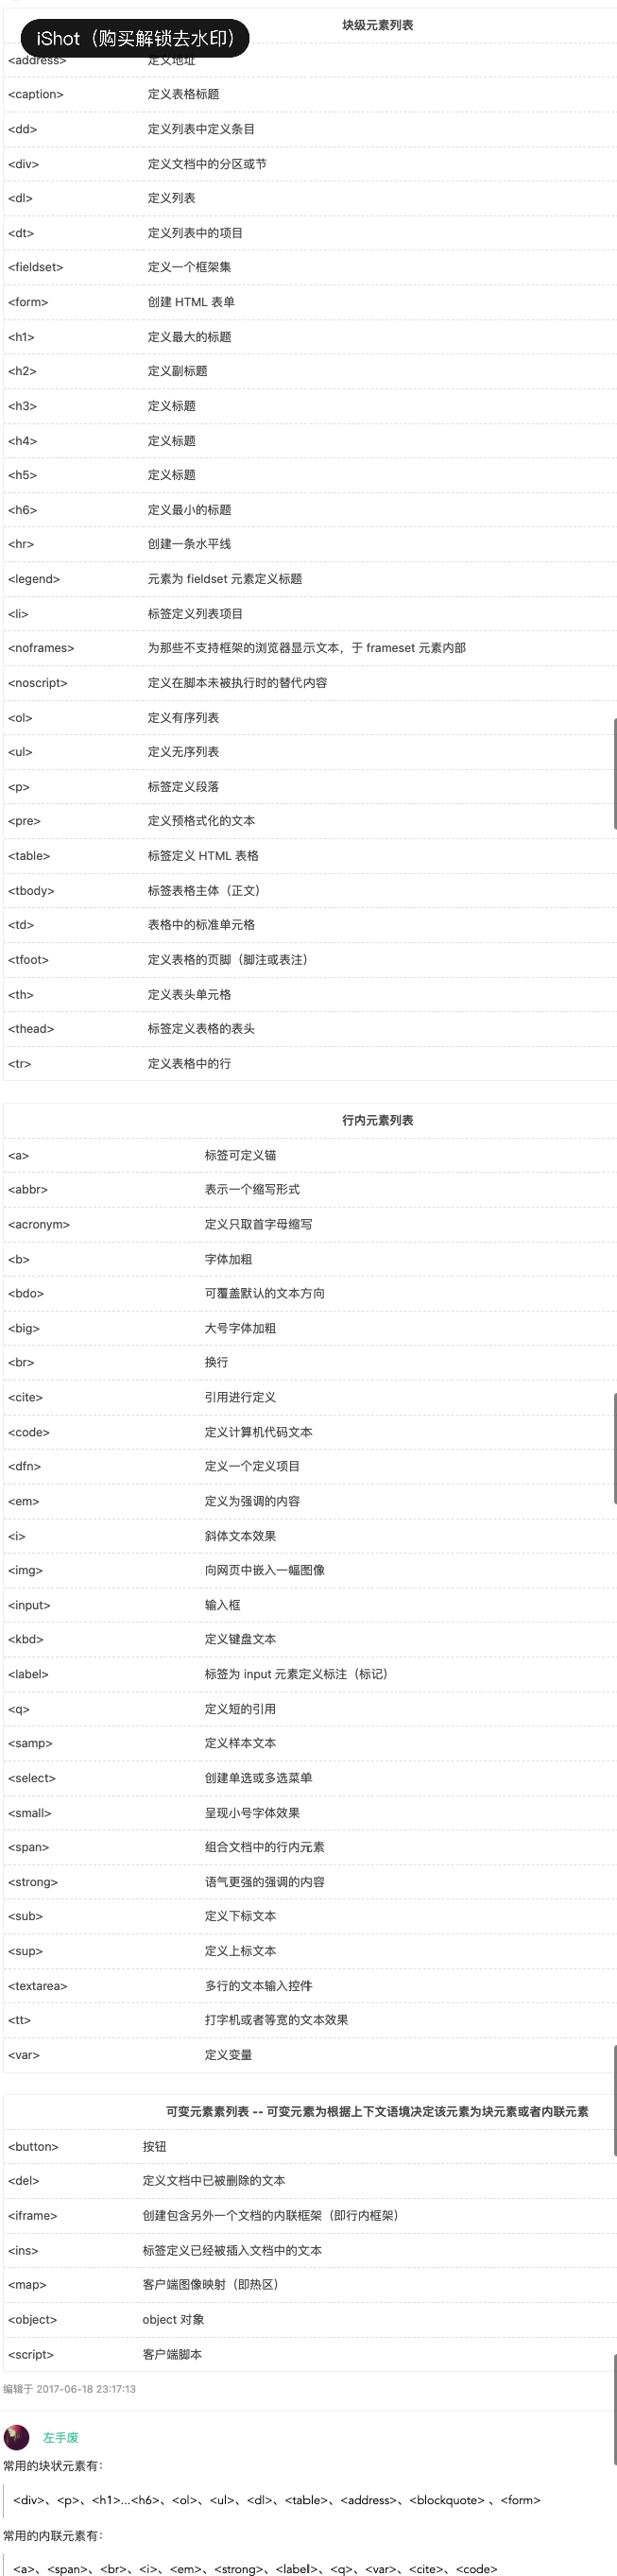 块级元素列表
iShot（购买解锁去水印）
<address> 定义地址
<caption> 定义表格标题
<dd> 定义列表中定义条目
<div> 定义文档中的分区或节
<dl> 定义列表
<dt> 定义列表中的项目
<fieldset> 定义一个框架集
<form> 创建 HTML 表单
<h1> 定义最大的标题
<h2> 定义副标题
<h3> 定义标题
<h4> 定义标题
<h5> 定义标题
<h6> 定义最小的标题
<hr> 创建一条水平线
<legend> 元素为 fieldset 元素定义标题
<li> 标签定义列表项目
<noframes> 为那些不支持框架的浏览器显示文本，于 frameset 元素内部
<noscript> 定义在脚本未被执行时的替代内容
<ol> 定义有序列表
<ul> 定义无序列表
<p> 标签定义段落
<pre> 定义预格式化的文本
<table> 标签定义 HTML 表格
<tbody> 标签表格主体（正文）
<td> 表格中的标准单元格
<tfoot> 定义表格的页脚（脚注或表注）
<th> 定义表头单元格
<thead> 标签定义表格的表头
<tr> 定义表格中的行
行内元素列表
<a> 标签可定义锚
<abbr> 表示一个缩写形式
<acronym> 定义只取首字母缩写
<b> 字体加粗
<bdo> 可覆盖默认的文本方向
<big> 大号字体加粗
<br> 换行
<cite> 引用进行定义
<code> 定义计算机代码文本
<dfn> 定义一个定义项目
<em> 定义为强调的内容
<i> 斜体文本效果
<img> 向网页中嵌入一幅图像
<input> 输入框
<kbd> 定义键盘文本
<label> 标签为 input 元素定义标注（标记）
<q> 定义短的引用
<samp> 定义样本文本
<select> 创建单选或多选菜单
<small> 呈现小号字体效果
<span> 组合文档中的行内元素
<strong> 语气更强的强调的内容
<sub> 定义下标文本
<sup> 定义上标文本
<textarea> 多行的文本输入控件
<tt> 打字机或者等宽的文本效果
<var> 定义变量
可变元素素列表 -- 可变元素为根据上下文语境决定该元素为块元素或者内联元素
<button> 按钮
<del> 定义文档中已被删除的文本
<iframe> 创建包含另外一个文档的内联框架（即行内框架）
<ins> 标签定义已经被插入文档中的文本
<map> 客户端图像映射（即热区）
<object> object 对象
<script> 客户端脚本
编辑于 2017-06-18 23:17:13
左手废
常用的块状元素有：
<div>、<p>、<h1>...<h6>、<ol>、<ul>、<dl>、<table>、<address>、<blockquote> 、<form>
常用的内联元素有：
<a>、<span>、<br>、<i>、<em>、<strong>、<label>、<q>、<var>、<cite>、<code>